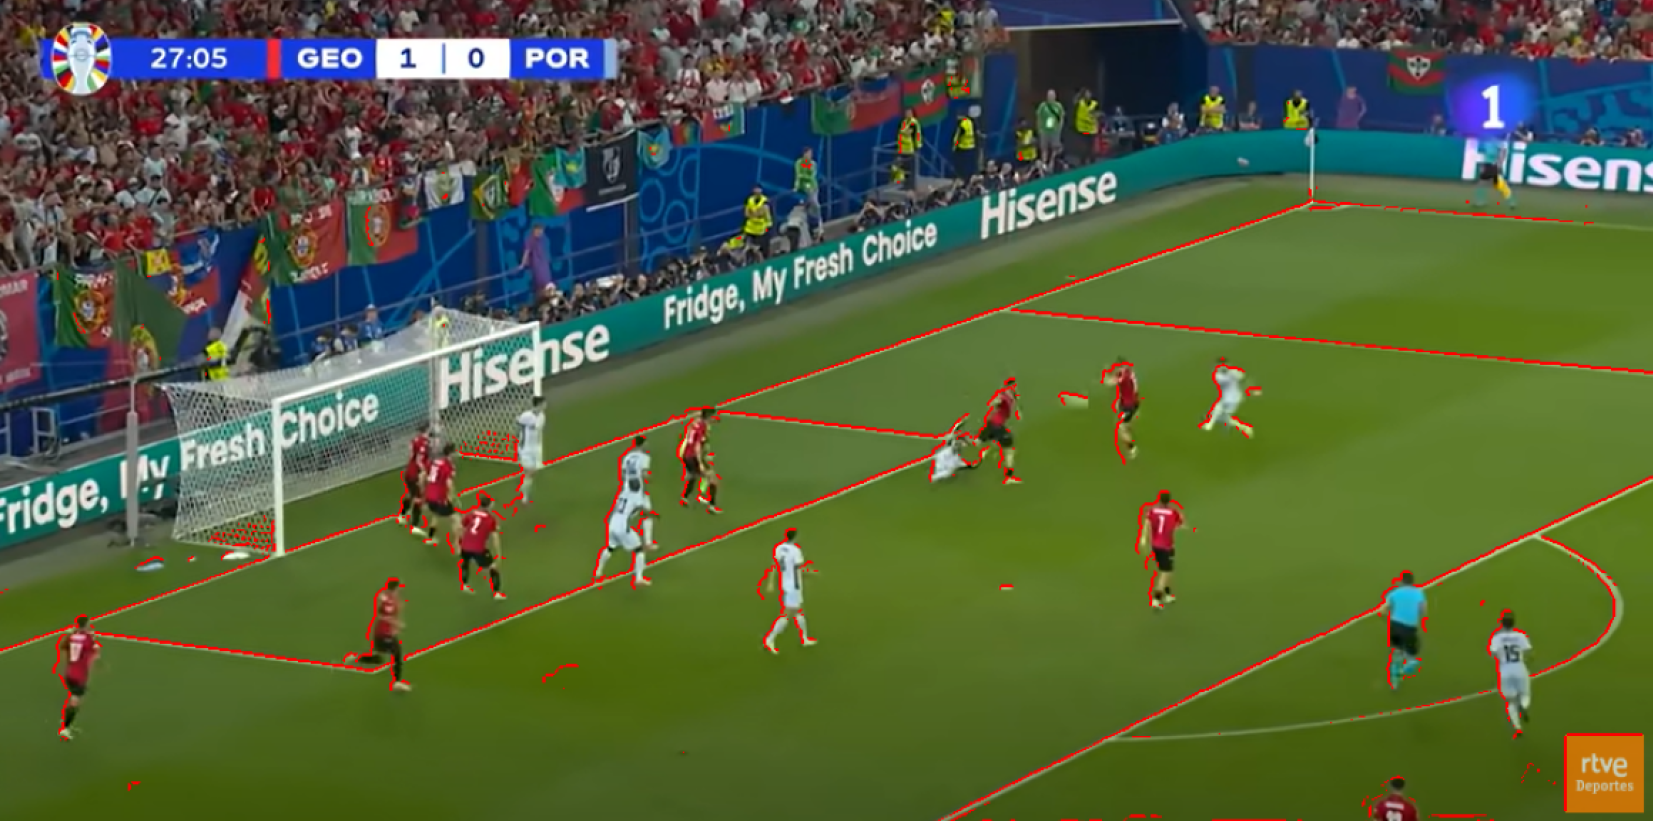 27:05 GEO 1 0 POR
1
Hisense
Hisense
Fridge, My Fresh Choice
Hisense
Fridge, My Fresh Choice
7
2
15
rtve
Deportes